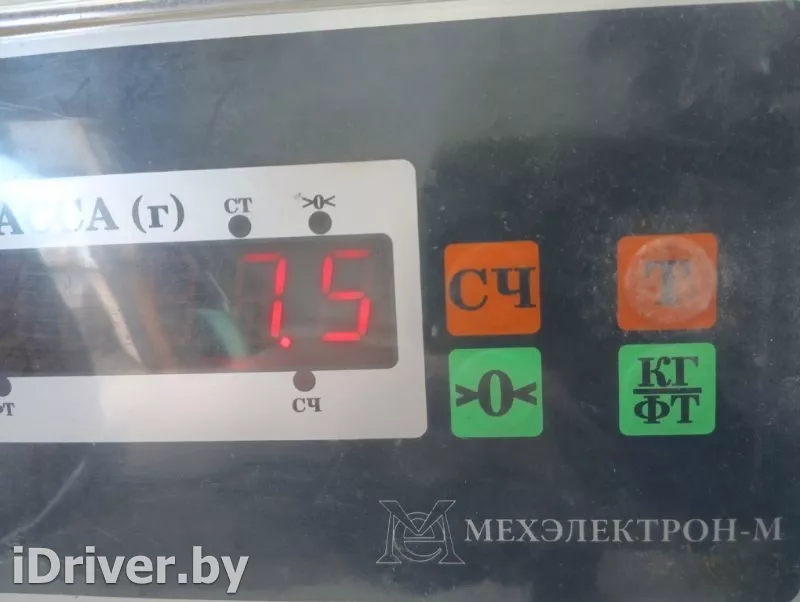 АССА (г)
СТ >0<
7.5
СЧ Т
ФТ СЧ
>0< КГ
ФТ
МЕХЭЛЕКТРОН-М
iDriver.by